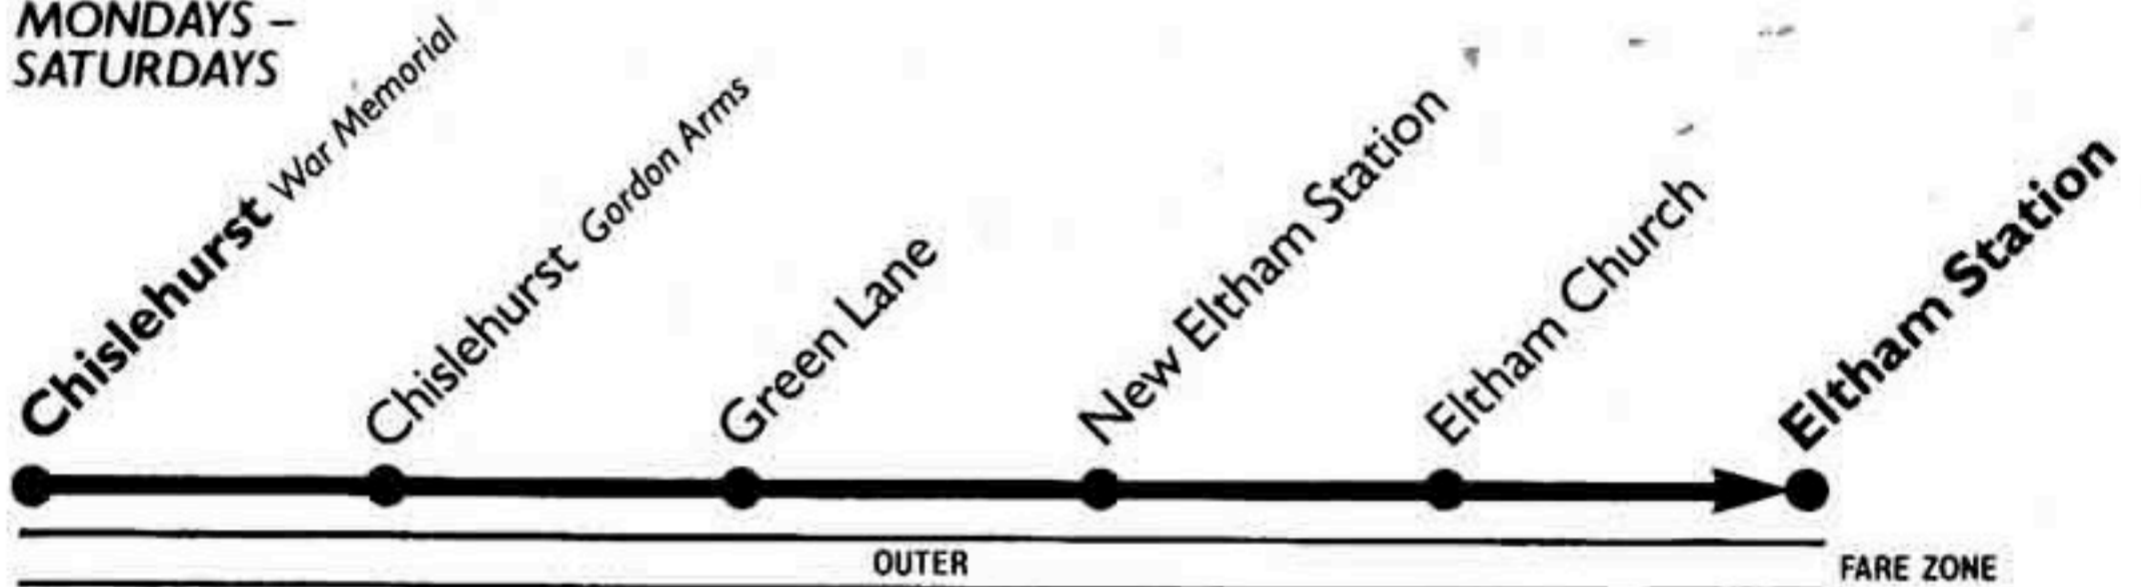 MONDAYS –
SATURDAYS
Chislehurst War Memorial
Chislehurst Gordon Arms
Green Lane
New Eltham Station
Eltham Church
Eltham Station
OUTER
FARE ZONE